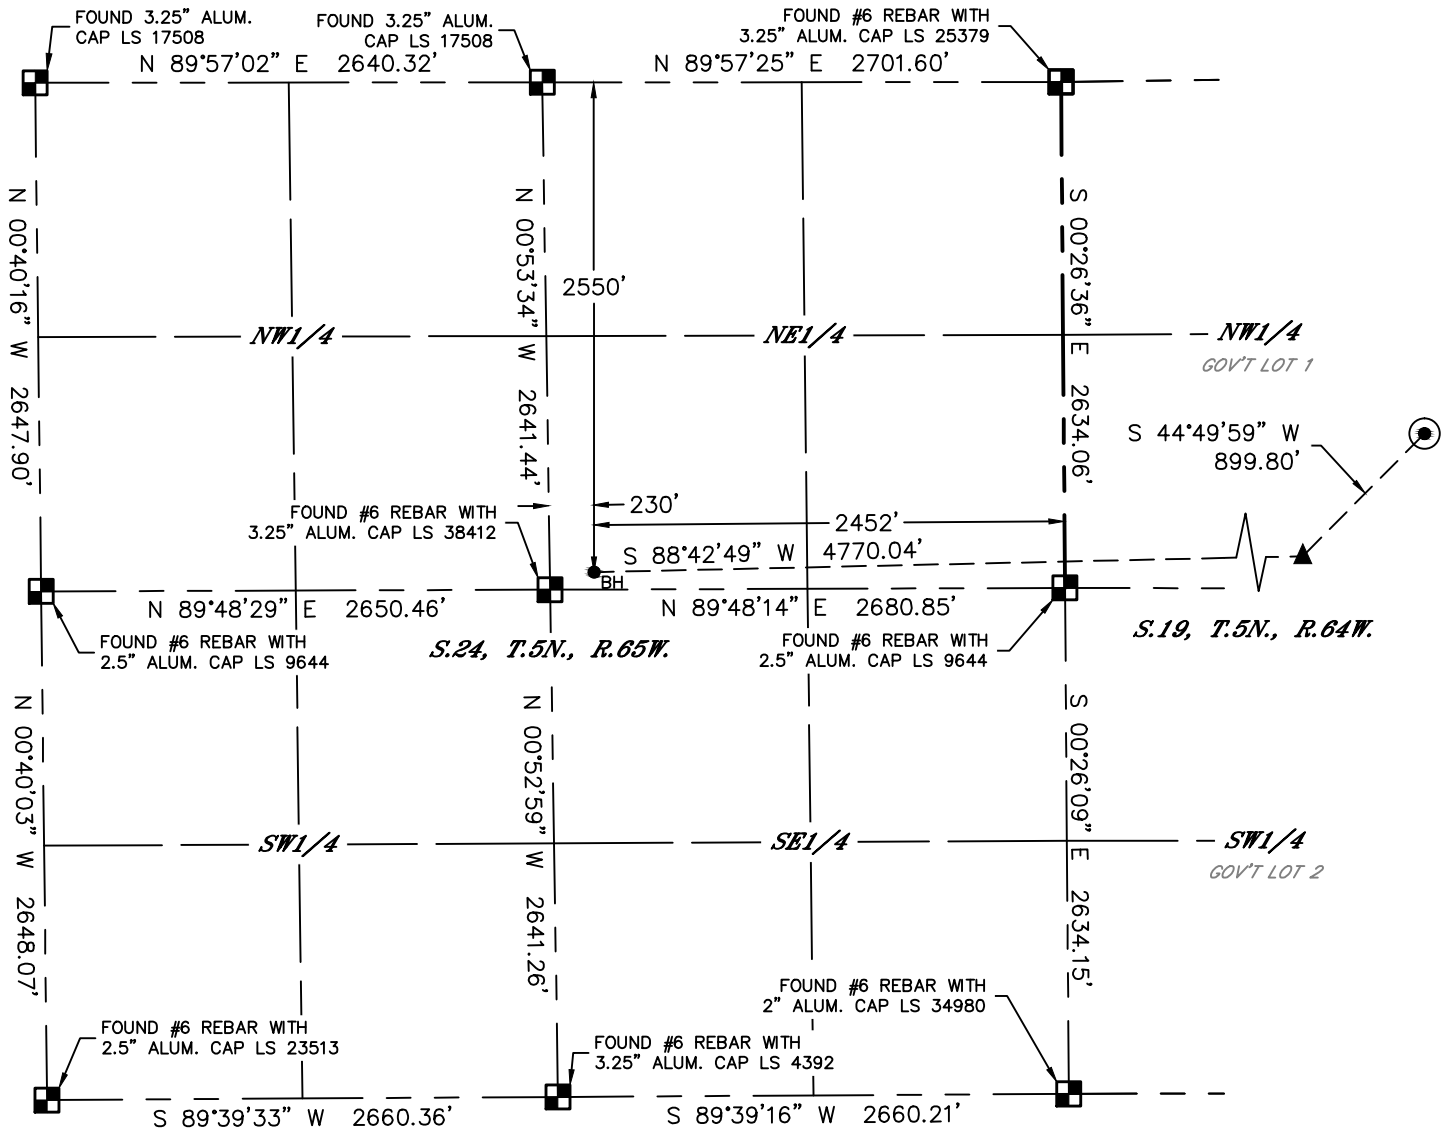 FOUND 3.25" ALUM.
CAP LS 17508
FOUND 3.25" ALUM.
CAP LS 17508
FOUND #6 REBAR WITH
3.25" ALUM. CAP LS 25379
N 89°57'02" E 2640.32'
N 89°57'25" E 2701.60'
N 00°40'16" W 2647.90'
N 00°53'34" W 2641.44'
S 00°26'36" E 2634.06'
2550'
NW1/4
NE1/4
NW1/4
GOV'T LOT 1
S 44°49'59" W
899.80'
230'
FOUND #6 REBAR WITH
3.25" ALUM. CAP LS 38412
2452'
S 88°42'49" W 4770.04'
BH
N 89°48'29" E 2650.46'
N 89°48'14" E 2680.85'
FOUND #6 REBAR WITH
2.5" ALUM. CAP LS 9644
S.24, T.5N., R.65W.
FOUND #6 REBAR WITH
2.5" ALUM. CAP LS 9644
S.19, T.5N., R.64W.
N 00°40'03" W 2648.07'
N 00°52'59" W 2641.26'
S 00°26'09" E 2634.15'
SW1/4
SE1/4
SW1/4
GOV'T LOT 2
FOUND #6 REBAR WITH
2" ALUM. CAP LS 34980
FOUND #6 REBAR WITH
2.5" ALUM. CAP LS 23513
FOUND #6 REBAR WITH
3.25" ALUM. CAP LS 4392
S 89°39'33" W 2660.36'
S 89°39'16" W 2660.21'